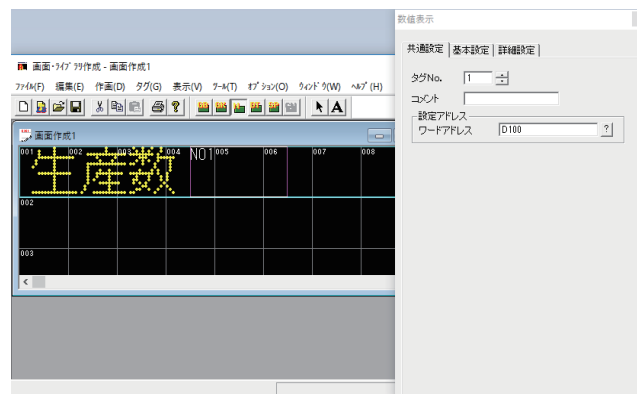 数値表示
共通設定 基本設定 詳細設定
タグNo. 1
コメント
設定アドレス
ワードアドレス D100 ?
画面・ライブラリ作成 - 画面作成1
ファイル(F) 編集(E) 作画(D) タグ(G) 表示(V) ツール(T) オプション(O) ウィンドウ(W) ヘルプ(H)
A
画面作成1
001 002 003 004 NO1 005 006 007 008
生産数
002
003